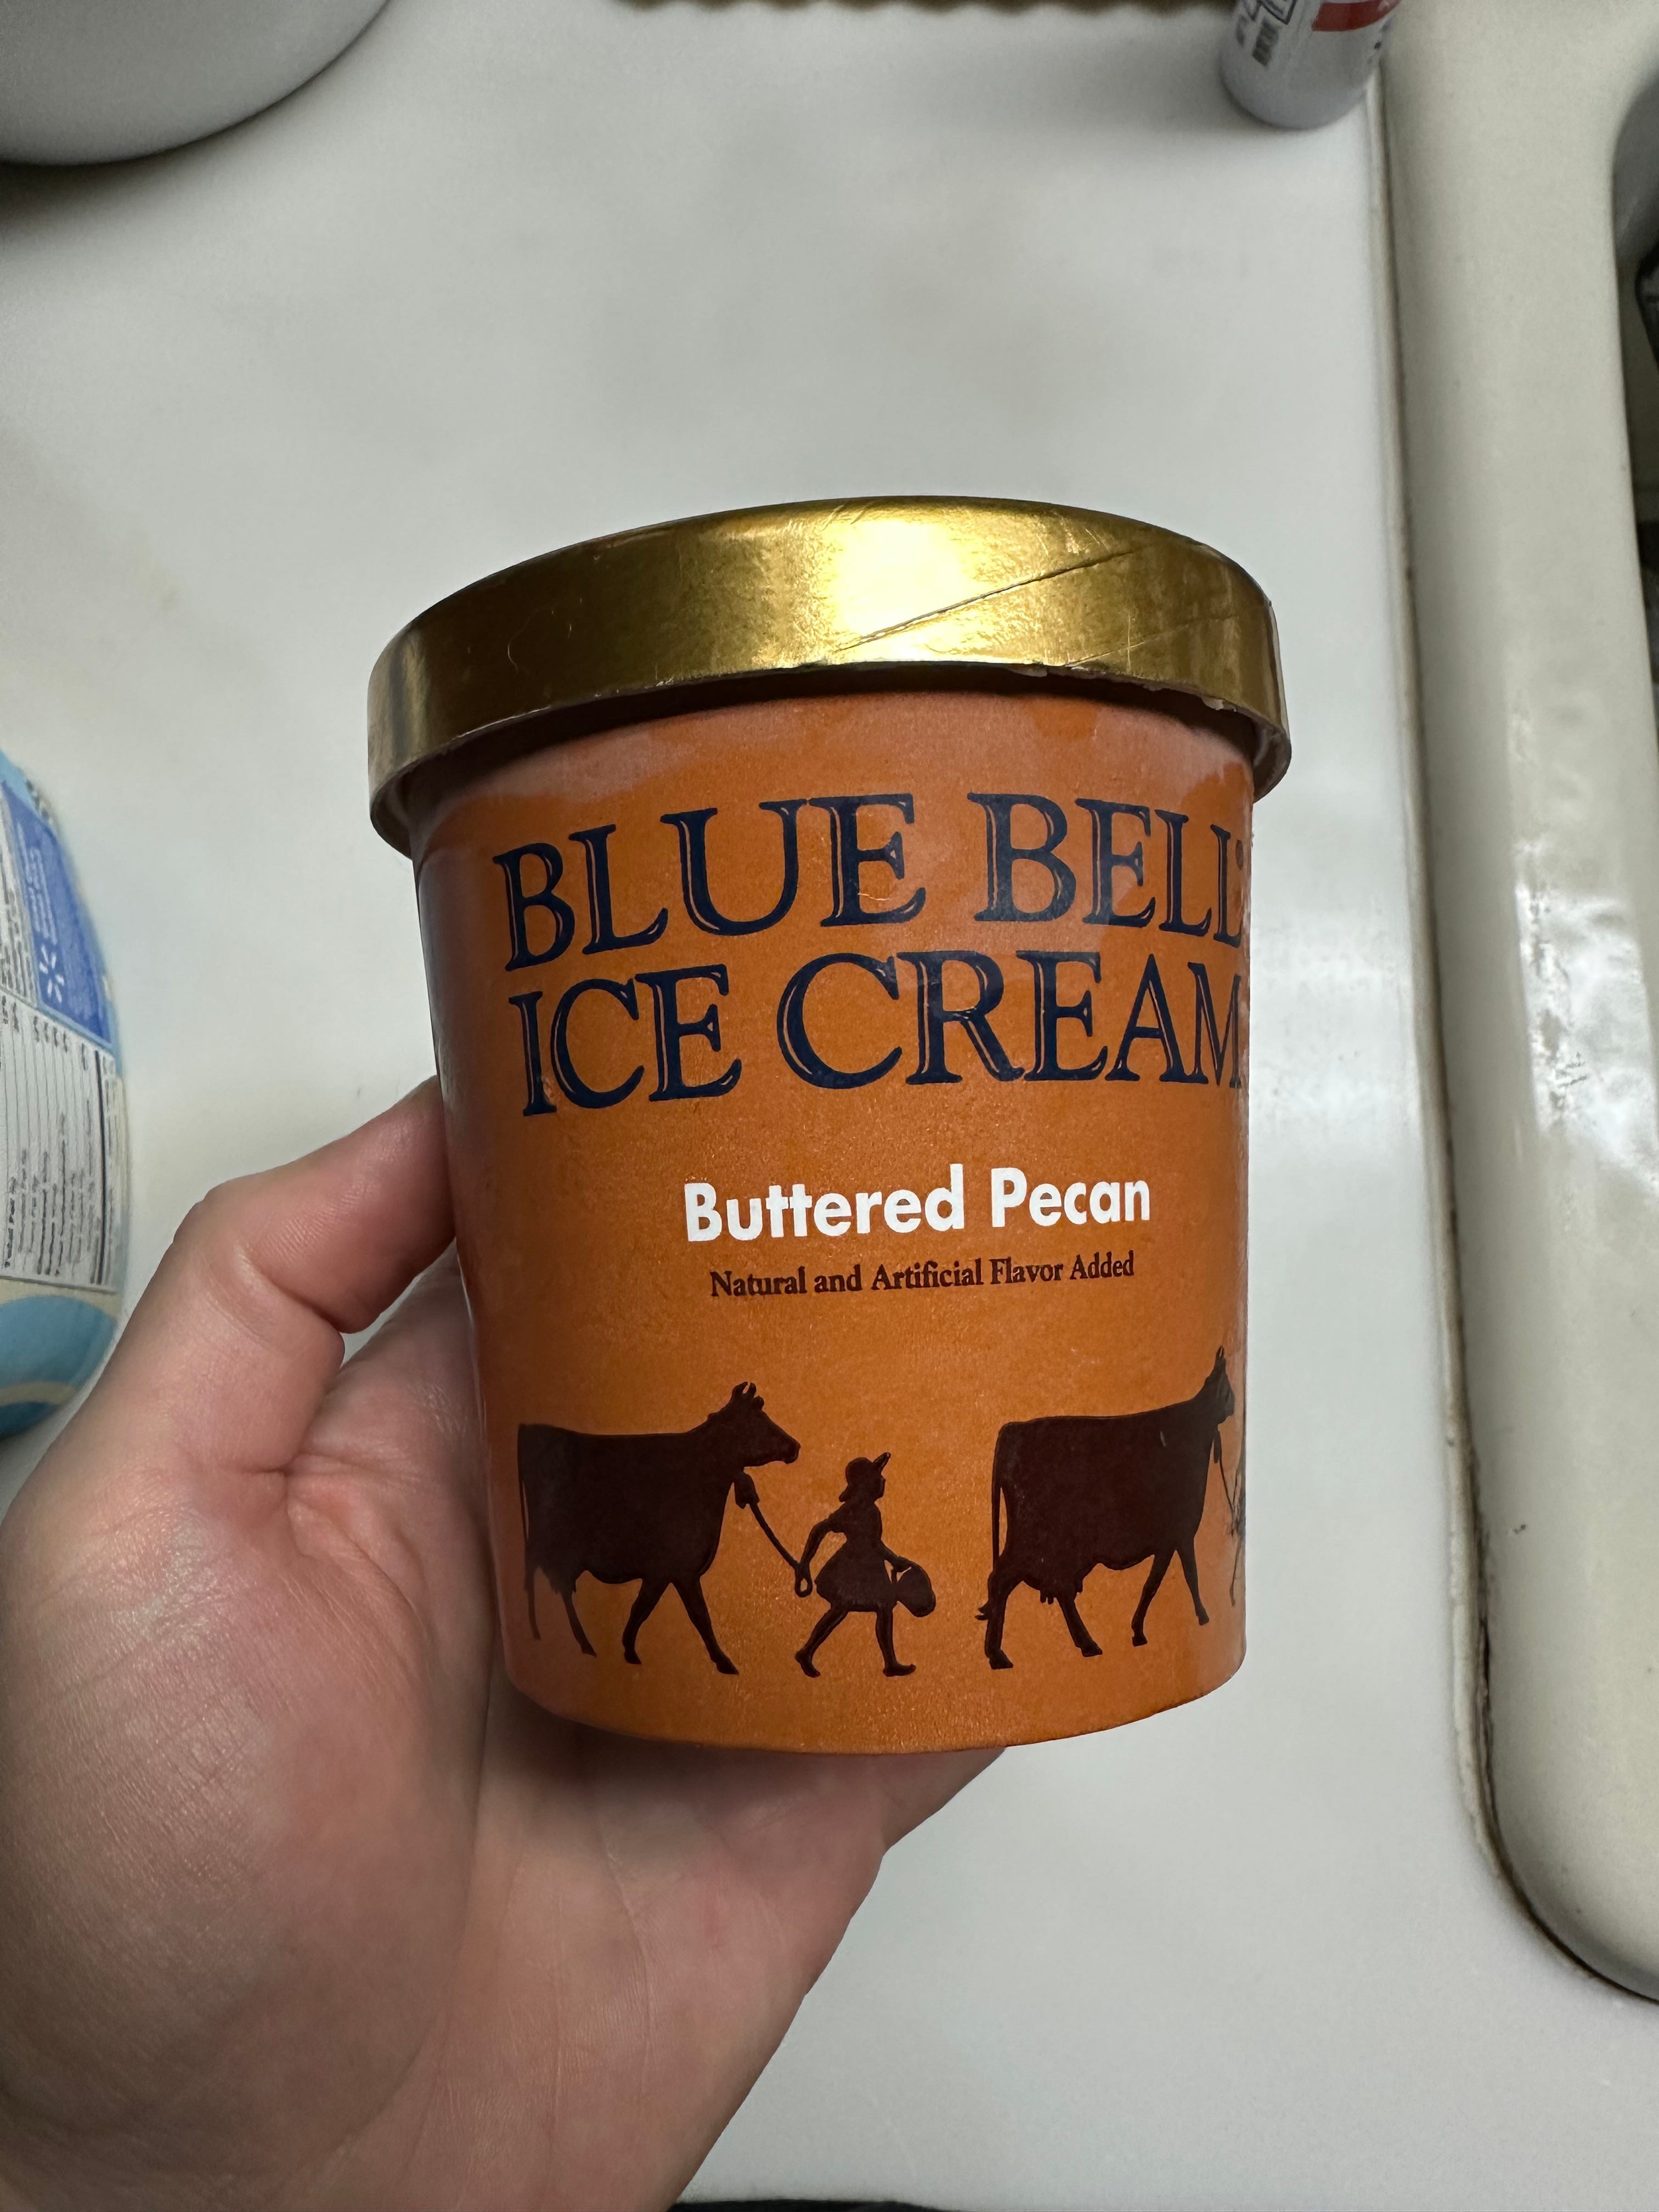 BLUE BELL
ICE CREAM
Buttered Pecan
Natural and Artificial Flavor Added